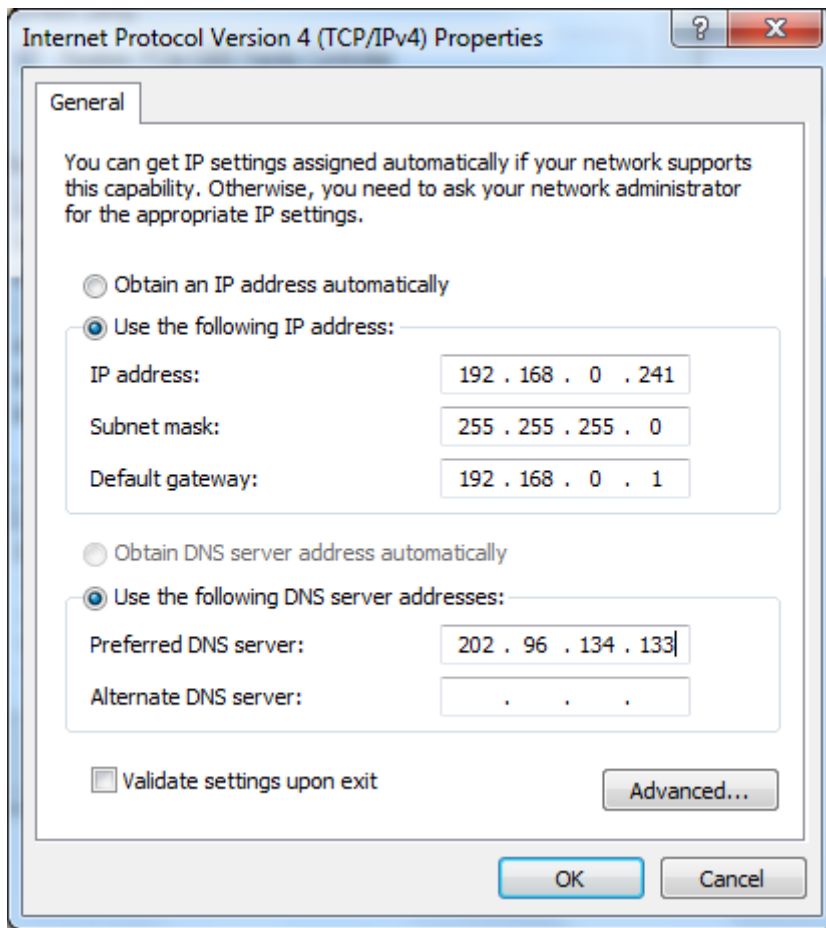 Internet Protocol Version 4 (TCP/IPv4) Properties
General
You can get IP settings assigned automatically if your network supports
this capability. Otherwise, you need to ask your network administrator
for the appropriate IP settings.
Obtain an IP address automatically
Use the following IP address:
IP address: 192 . 168 . 0 . 241
Subnet mask: 255 . 255 . 255 . 0
Default gateway: 192 . 168 . 0 . 1
Obtain DNS server address automatically
Use the following DNS server addresses:
Preferred DNS server: 202 . 96 . 134 . 133
Alternate DNS server: . . .
Validate settings upon exit
Advanced...
OK Cancel